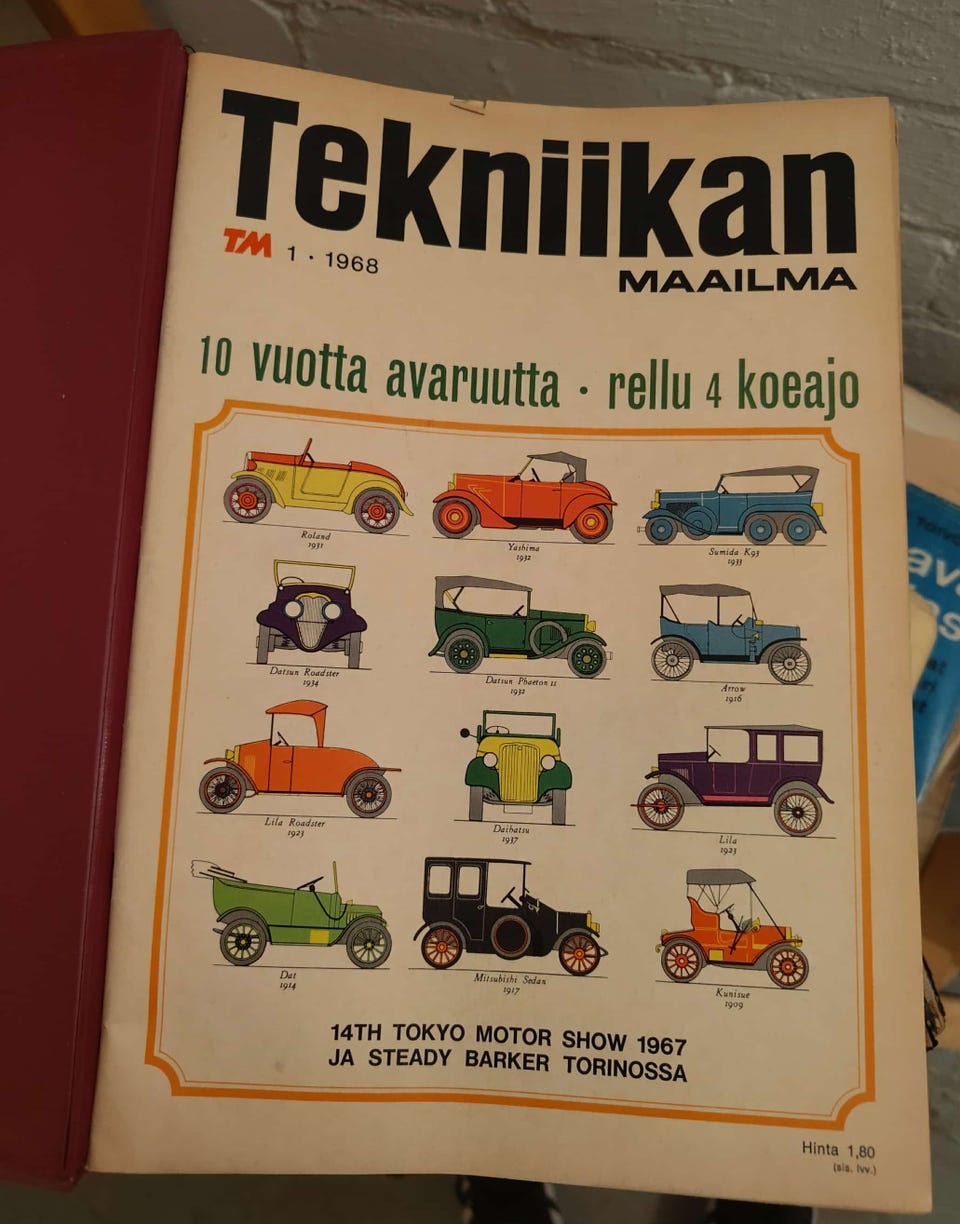 Tekniikan
TM 1 · 1968
MAAILMA
10 vuotta avaruutta · rellu 4 koeajo
Roland
1931
Yashima
1932
Sumida K93
1933
Datsun Roadster
1934
Datsun Phaeton 11
1932
Arrow
1916
Lila Roadster
1923
Daihatsu
1937
Lila
1923
Dat
1914
Mitsubishi Sedan
1917
Kunisue
1909
14TH TOKYO MOTOR SHOW 1967
JA STEADY BARKER TORINOSSA
Hinta 1,80
(sis. lvv.)